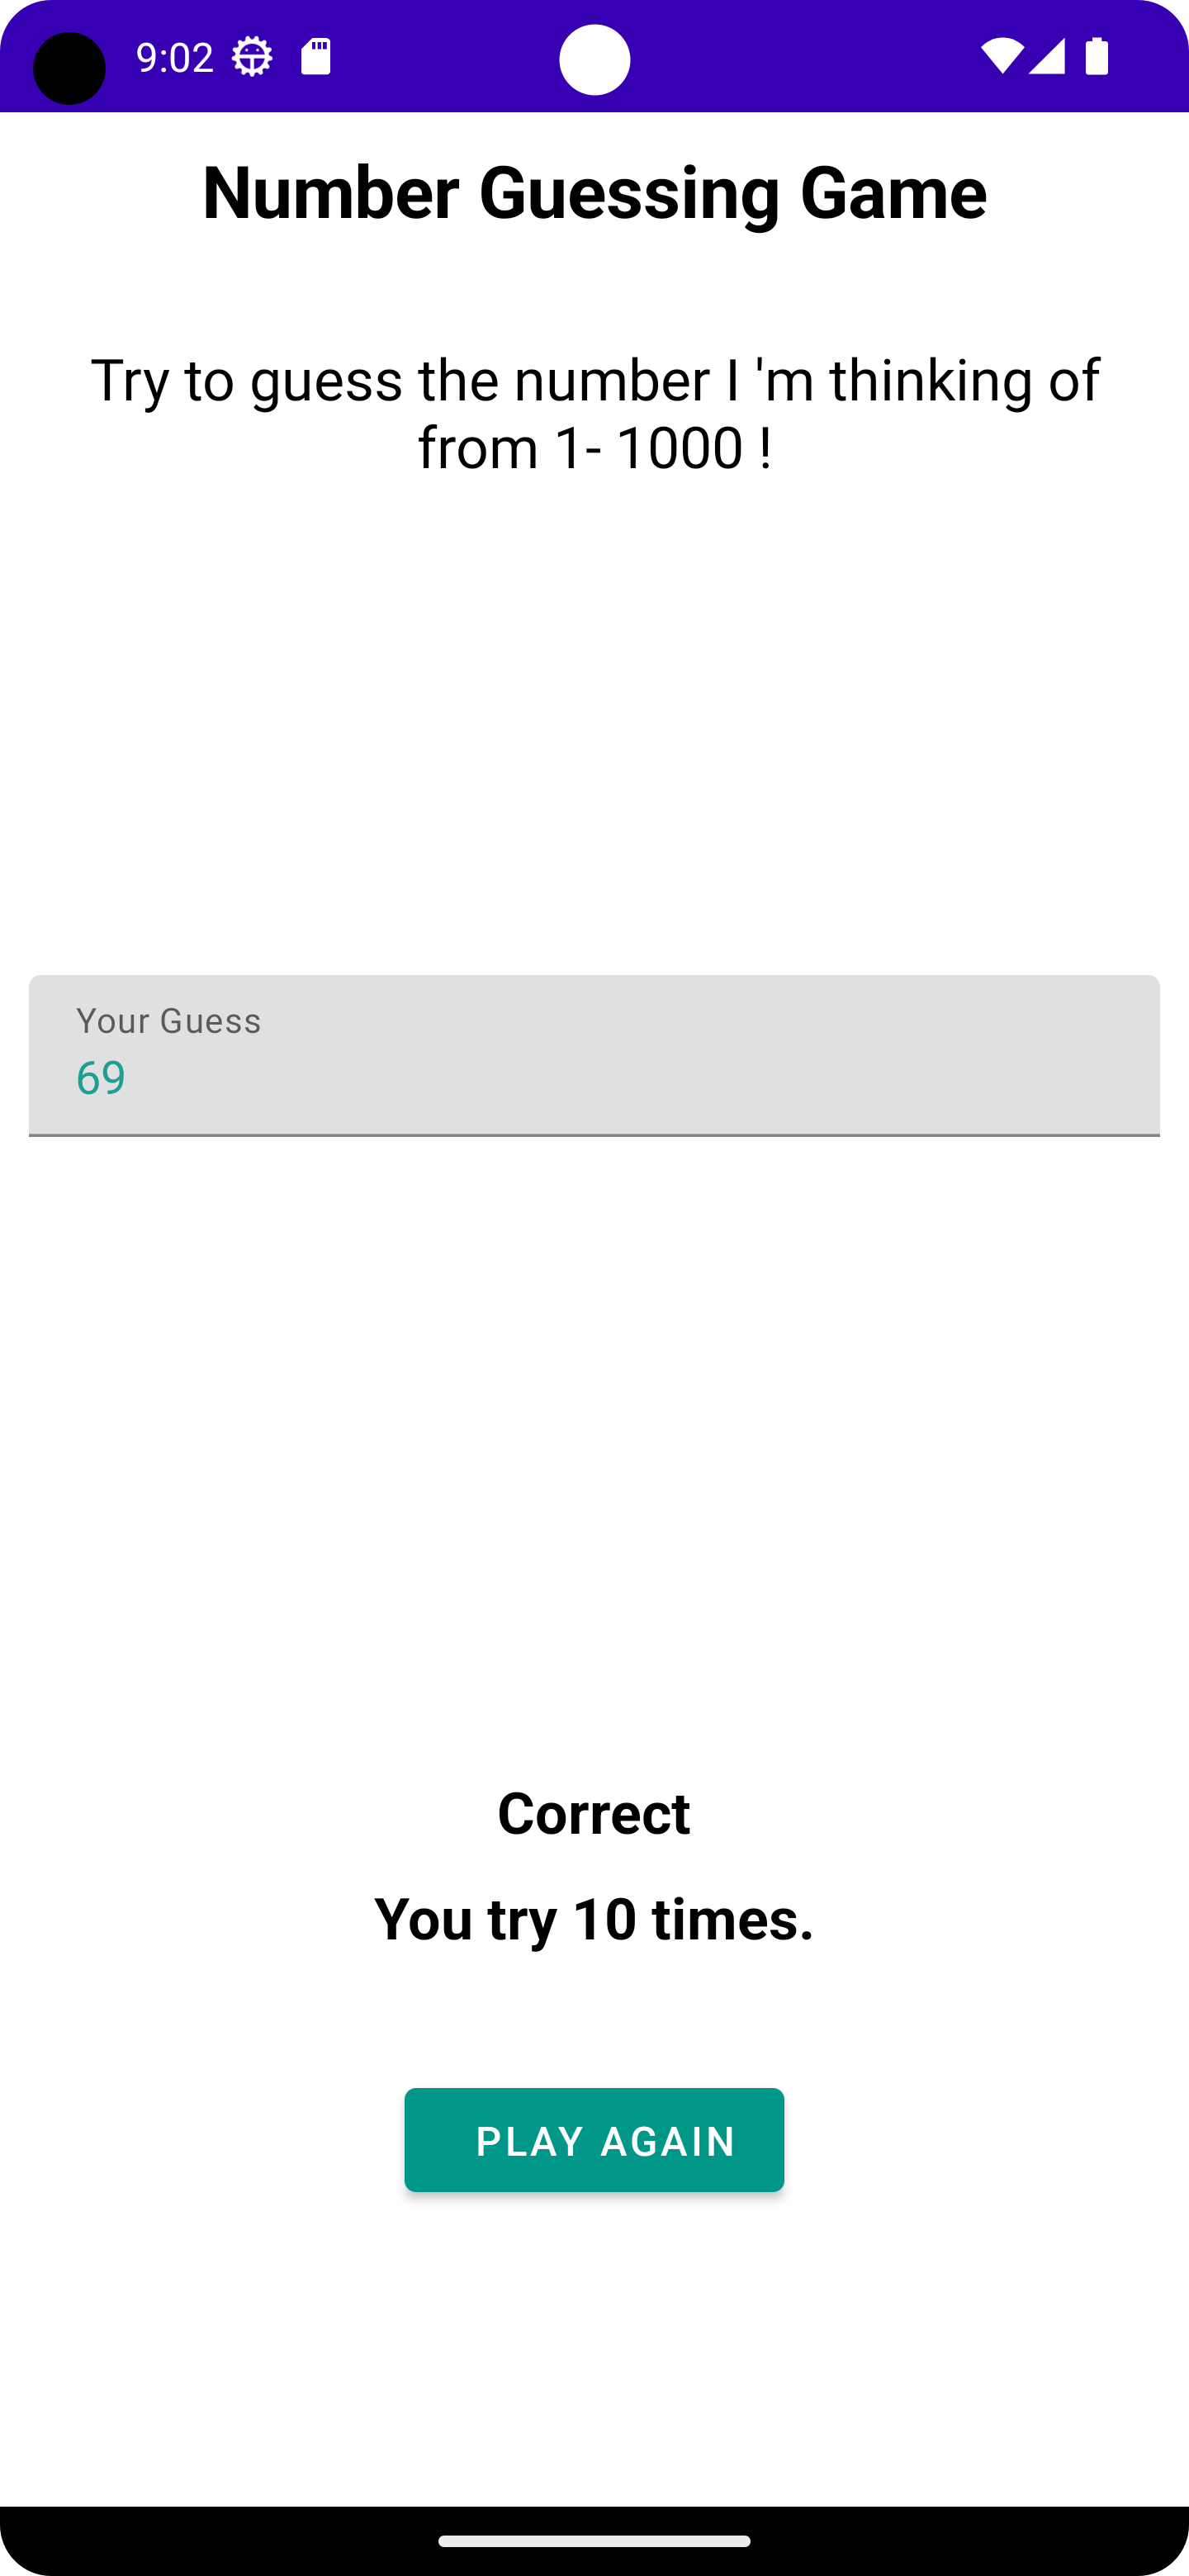 9:02
Number Guessing Game
Try to guess the number I 'm thinking of
from 1- 1000 !
Your Guess
69
Correct
You try 10 times.
PLAY AGAIN